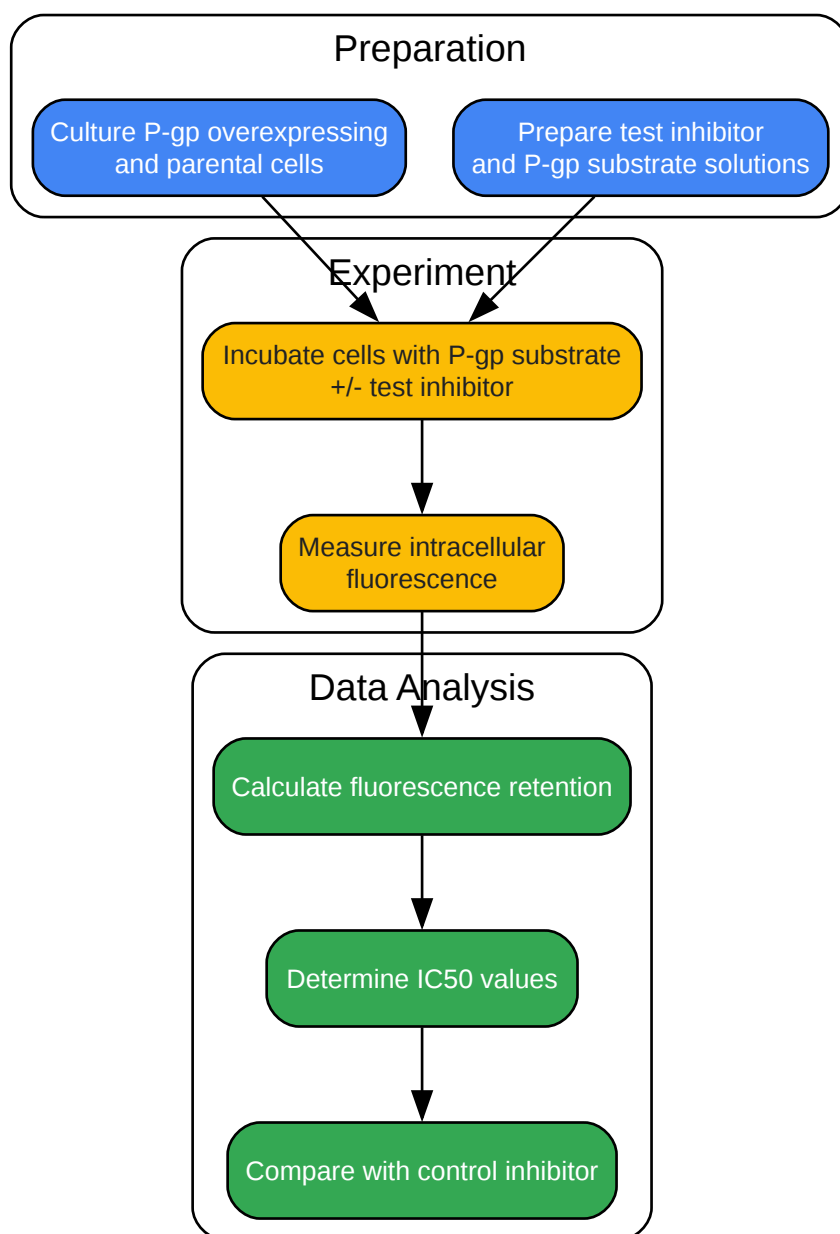 Preparation
Culture P-gp overexpressing
and parental cells
Prepare test inhibitor
and P-gp substrate solutions
Experiment
Incubate cells with P-gp substrate
+/- test inhibitor
Measure intracellular
fluorescence
Data Analysis
Calculate fluorescence retention
Determine IC50 values
Compare with control inhibitor